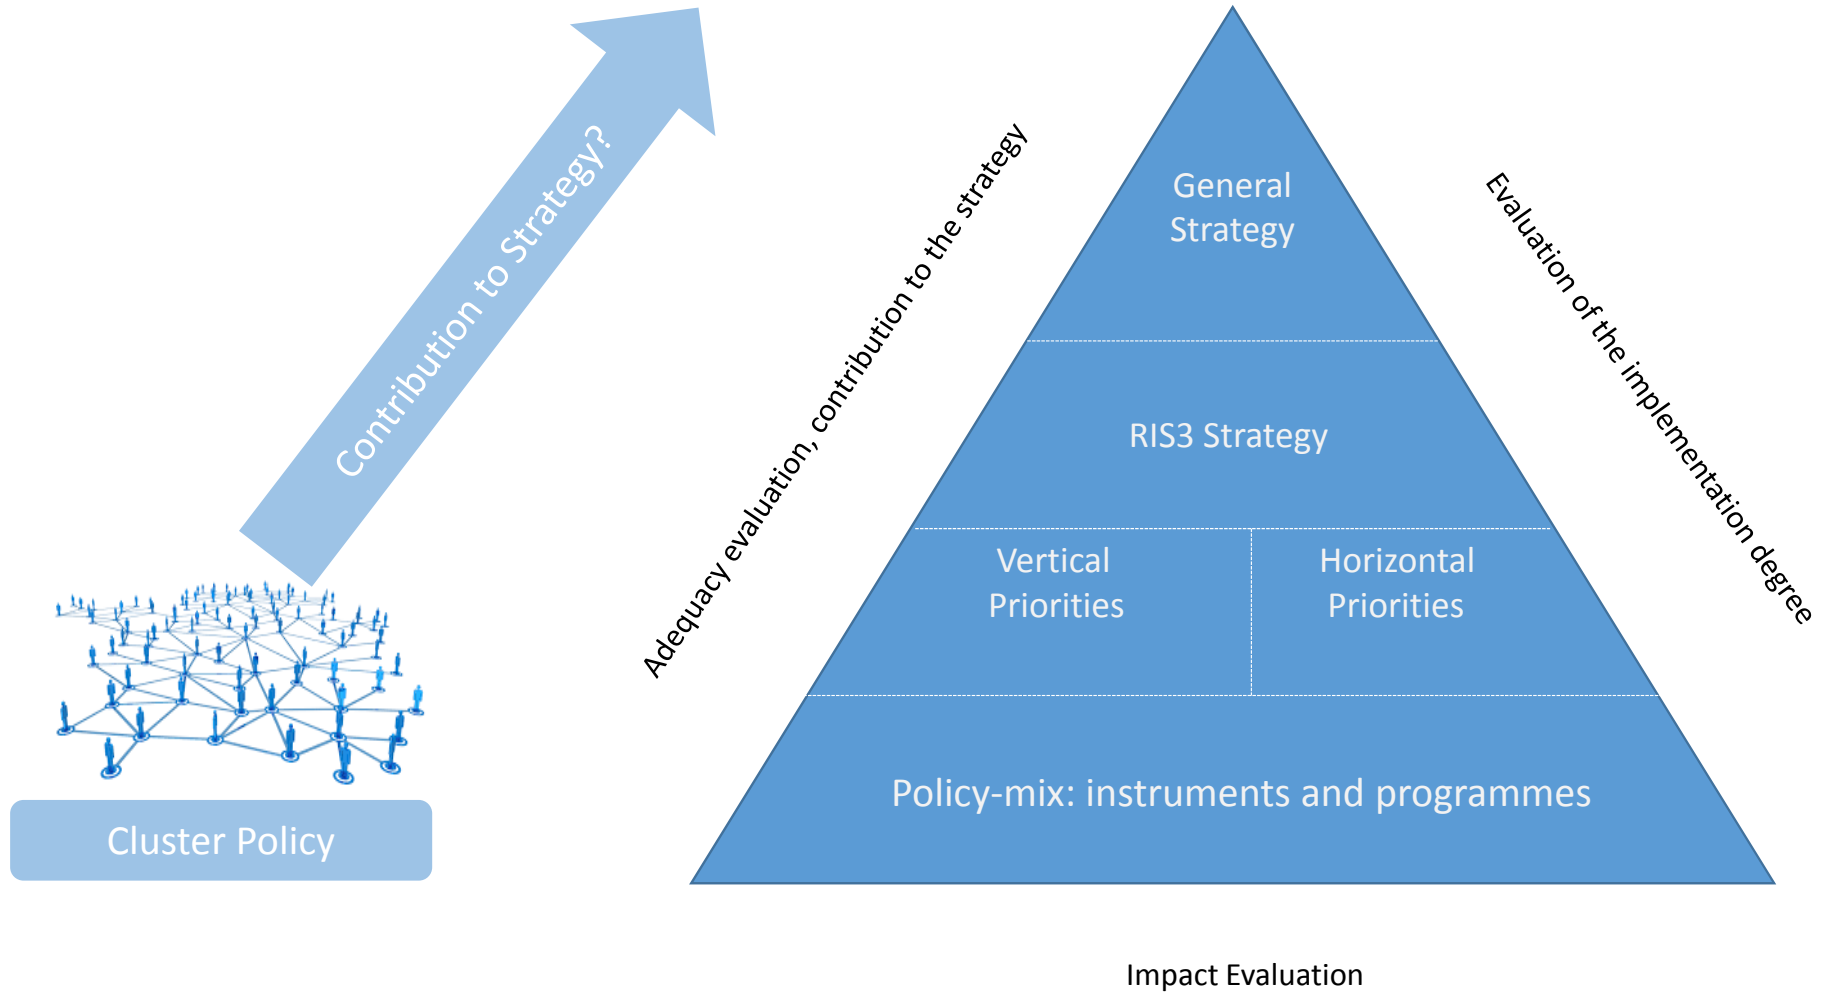 Contribution to Strategy?
Cluster Policy
Adequacy evaluation, contribution to the strategy
General
Strategy
RIS3 Strategy
Vertical
Priorities
Horizontal
Priorities
Policy-mix: instruments and programmes
Evaluation of the implementation degree
Impact Evaluation